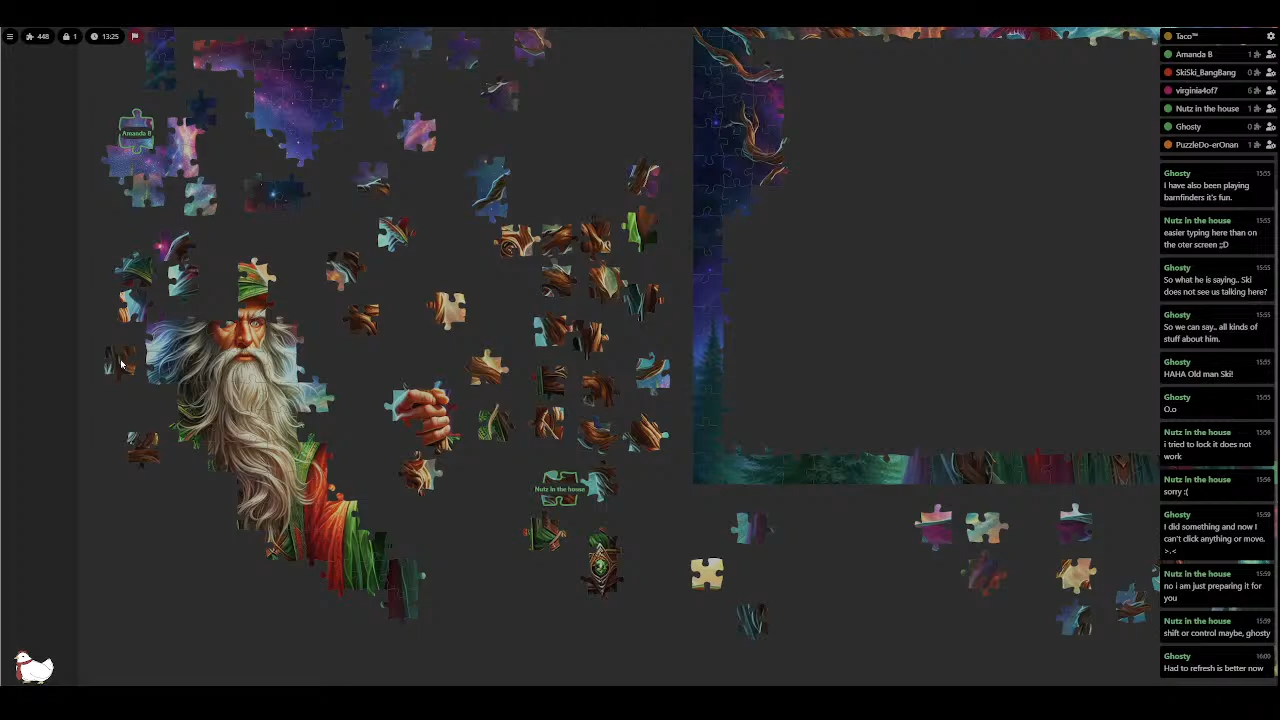 448
1
13:25
Taco™
Amanda B 1
SkiSki_BangBang 0
virginia4of7 6
Nutz in the house 1
Ghosty 0
PuzzleDo-erOnan 1
Amanda B
Nutz in the house
Ghosty 15:55
I have also been playing
barnfinders it's fun.
Nutz in the house 15:55
easier typing here than on
the oter screen ;;D
Ghosty 15:55
So what he is saying.. Ski
does not see us talking here?
Ghosty 15:55
So we can say.. all kinds of
stuff about him.
Ghosty 15:55
HAHA Old man Ski!
Ghosty 15:55
O.o
Nutz in the house 15:56
i tried to lock it does not
work
Nutz in the house 15:56
sorry :(
Ghosty 15:59
I did something and now I
can't click anything or move.
>.<
Nutz in the house 15:59
no i am just preparing it for
you
Nutz in the house 15:59
shift or control maybe, ghosty
Ghosty 16:00
Had to refresh is better now